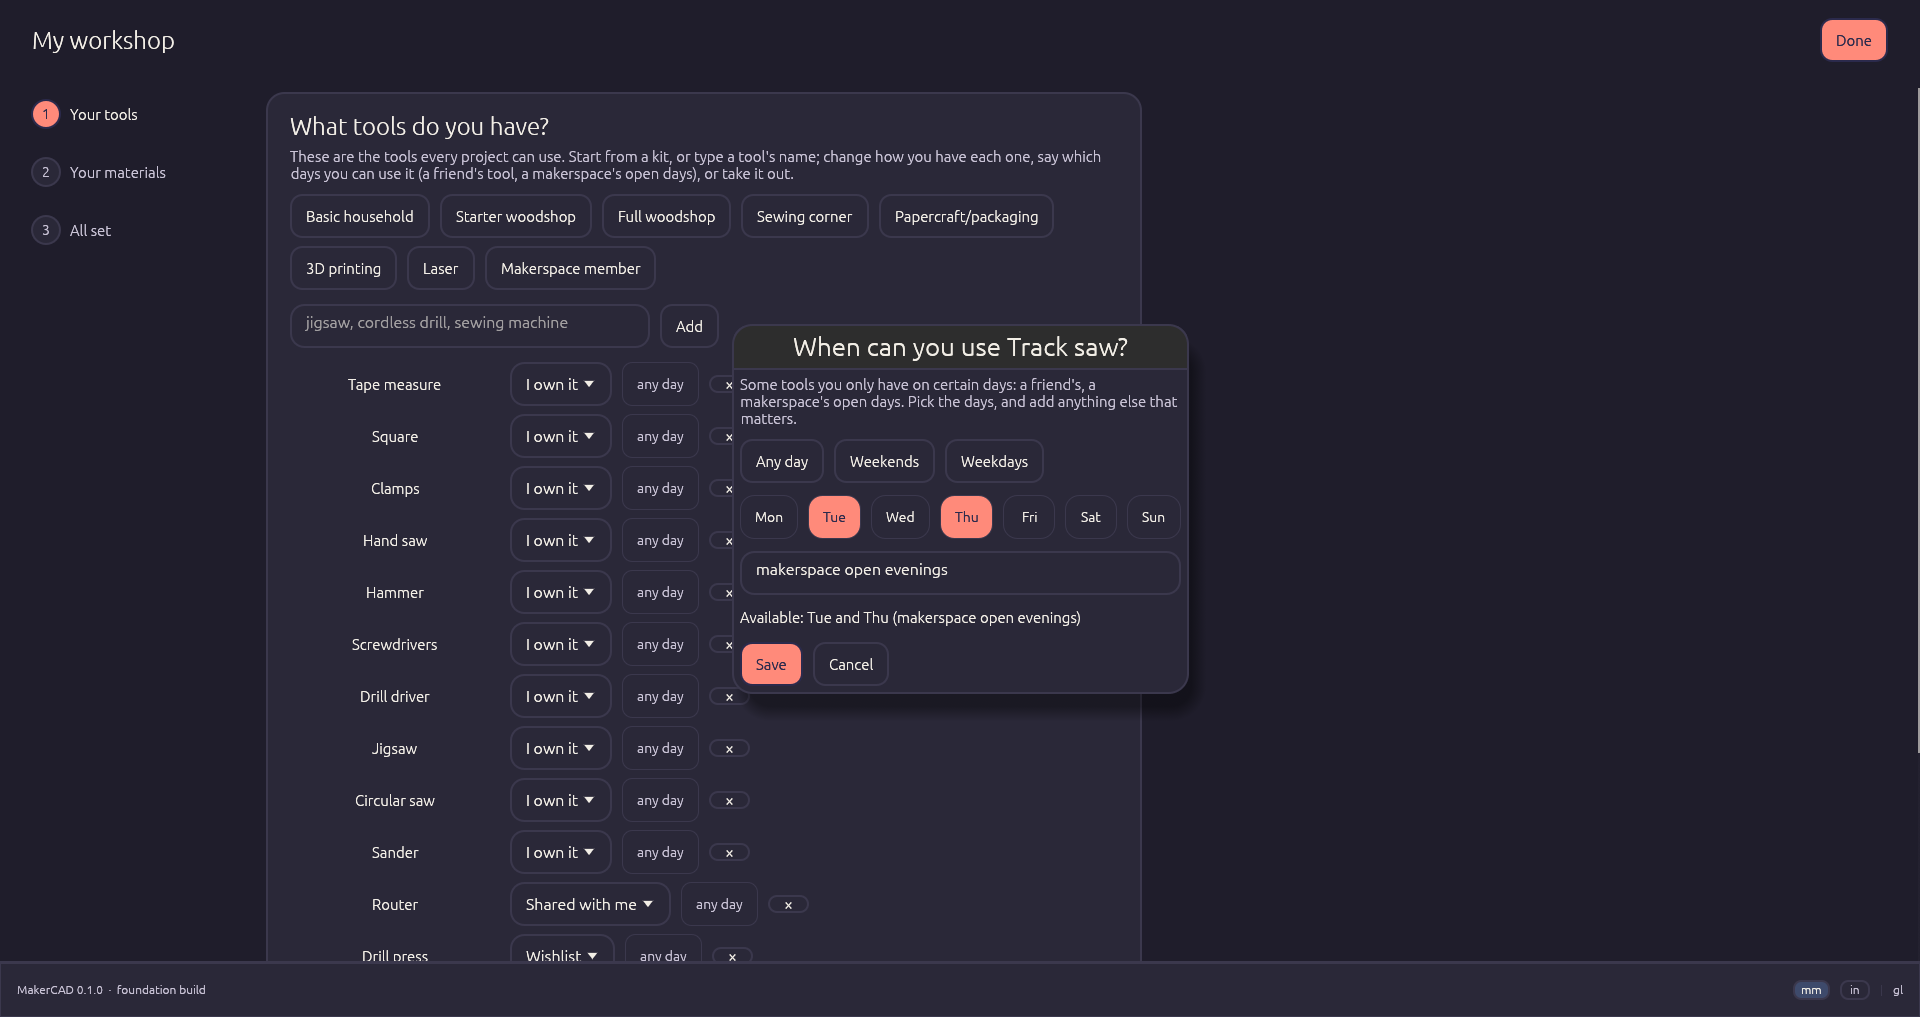 My workshop
Done
1 Your tools
2 Your materials
3 All set
What tools do you have?
These are the tools every project can use. Start from a kit, or type a tool's name; change how you have each one, say which
days you can use it (a friend's tool, a makerspace's open days), or take it out.
Basic household Starter woodshop Full woodshop Sewing corner Papercraft/packaging
3D printing Laser Makerspace member
jigsaw, cordless drill, sewing machine Add
Tape measure I own it any day x
Square I own it any day x
Clamps I own it any day x
Hand saw I own it any day x
Hammer I own it any day x
Screwdrivers I own it any day x
Drill driver I own it any day x
Jigsaw I own it any day x
Circular saw I own it any day x
Sander I own it any day x
Router Shared with me any day x
Drill press Wishlist any day x
When can you use Track saw?
Some tools you only have on certain days: a friend's, a
makerspace's open days. Pick the days, and add anything else that
matters.
Any day Weekends Weekdays
Mon Tue Wed Thu Fri Sat Sun
makerspace open evenings
Available: Tue and Thu (makerspace open evenings)
Save Cancel
MakerCAD 0.1.0 · foundation build
mm in gl